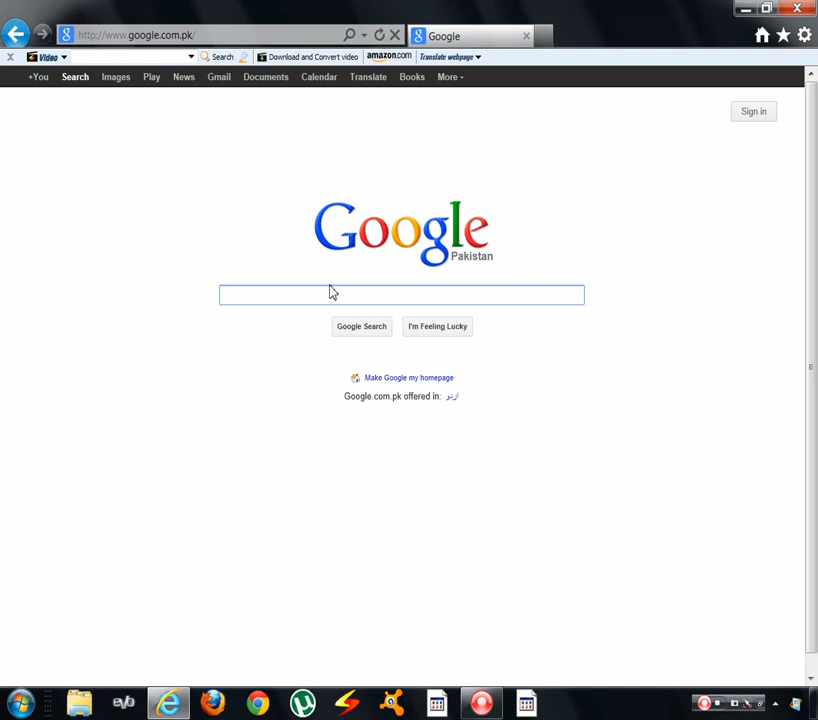 http://www.google.com.pk/
Google
Video
Search
Download and Convert video
amazon.com
Translate webpage
+You Search Images Play News Gmail Documents Calendar Translate Books More
Sign in
Google
Pakistan
Google Search
I'm Feeling Lucky
Make Google my homepage
Google.com.pk offered in: اردو
evo